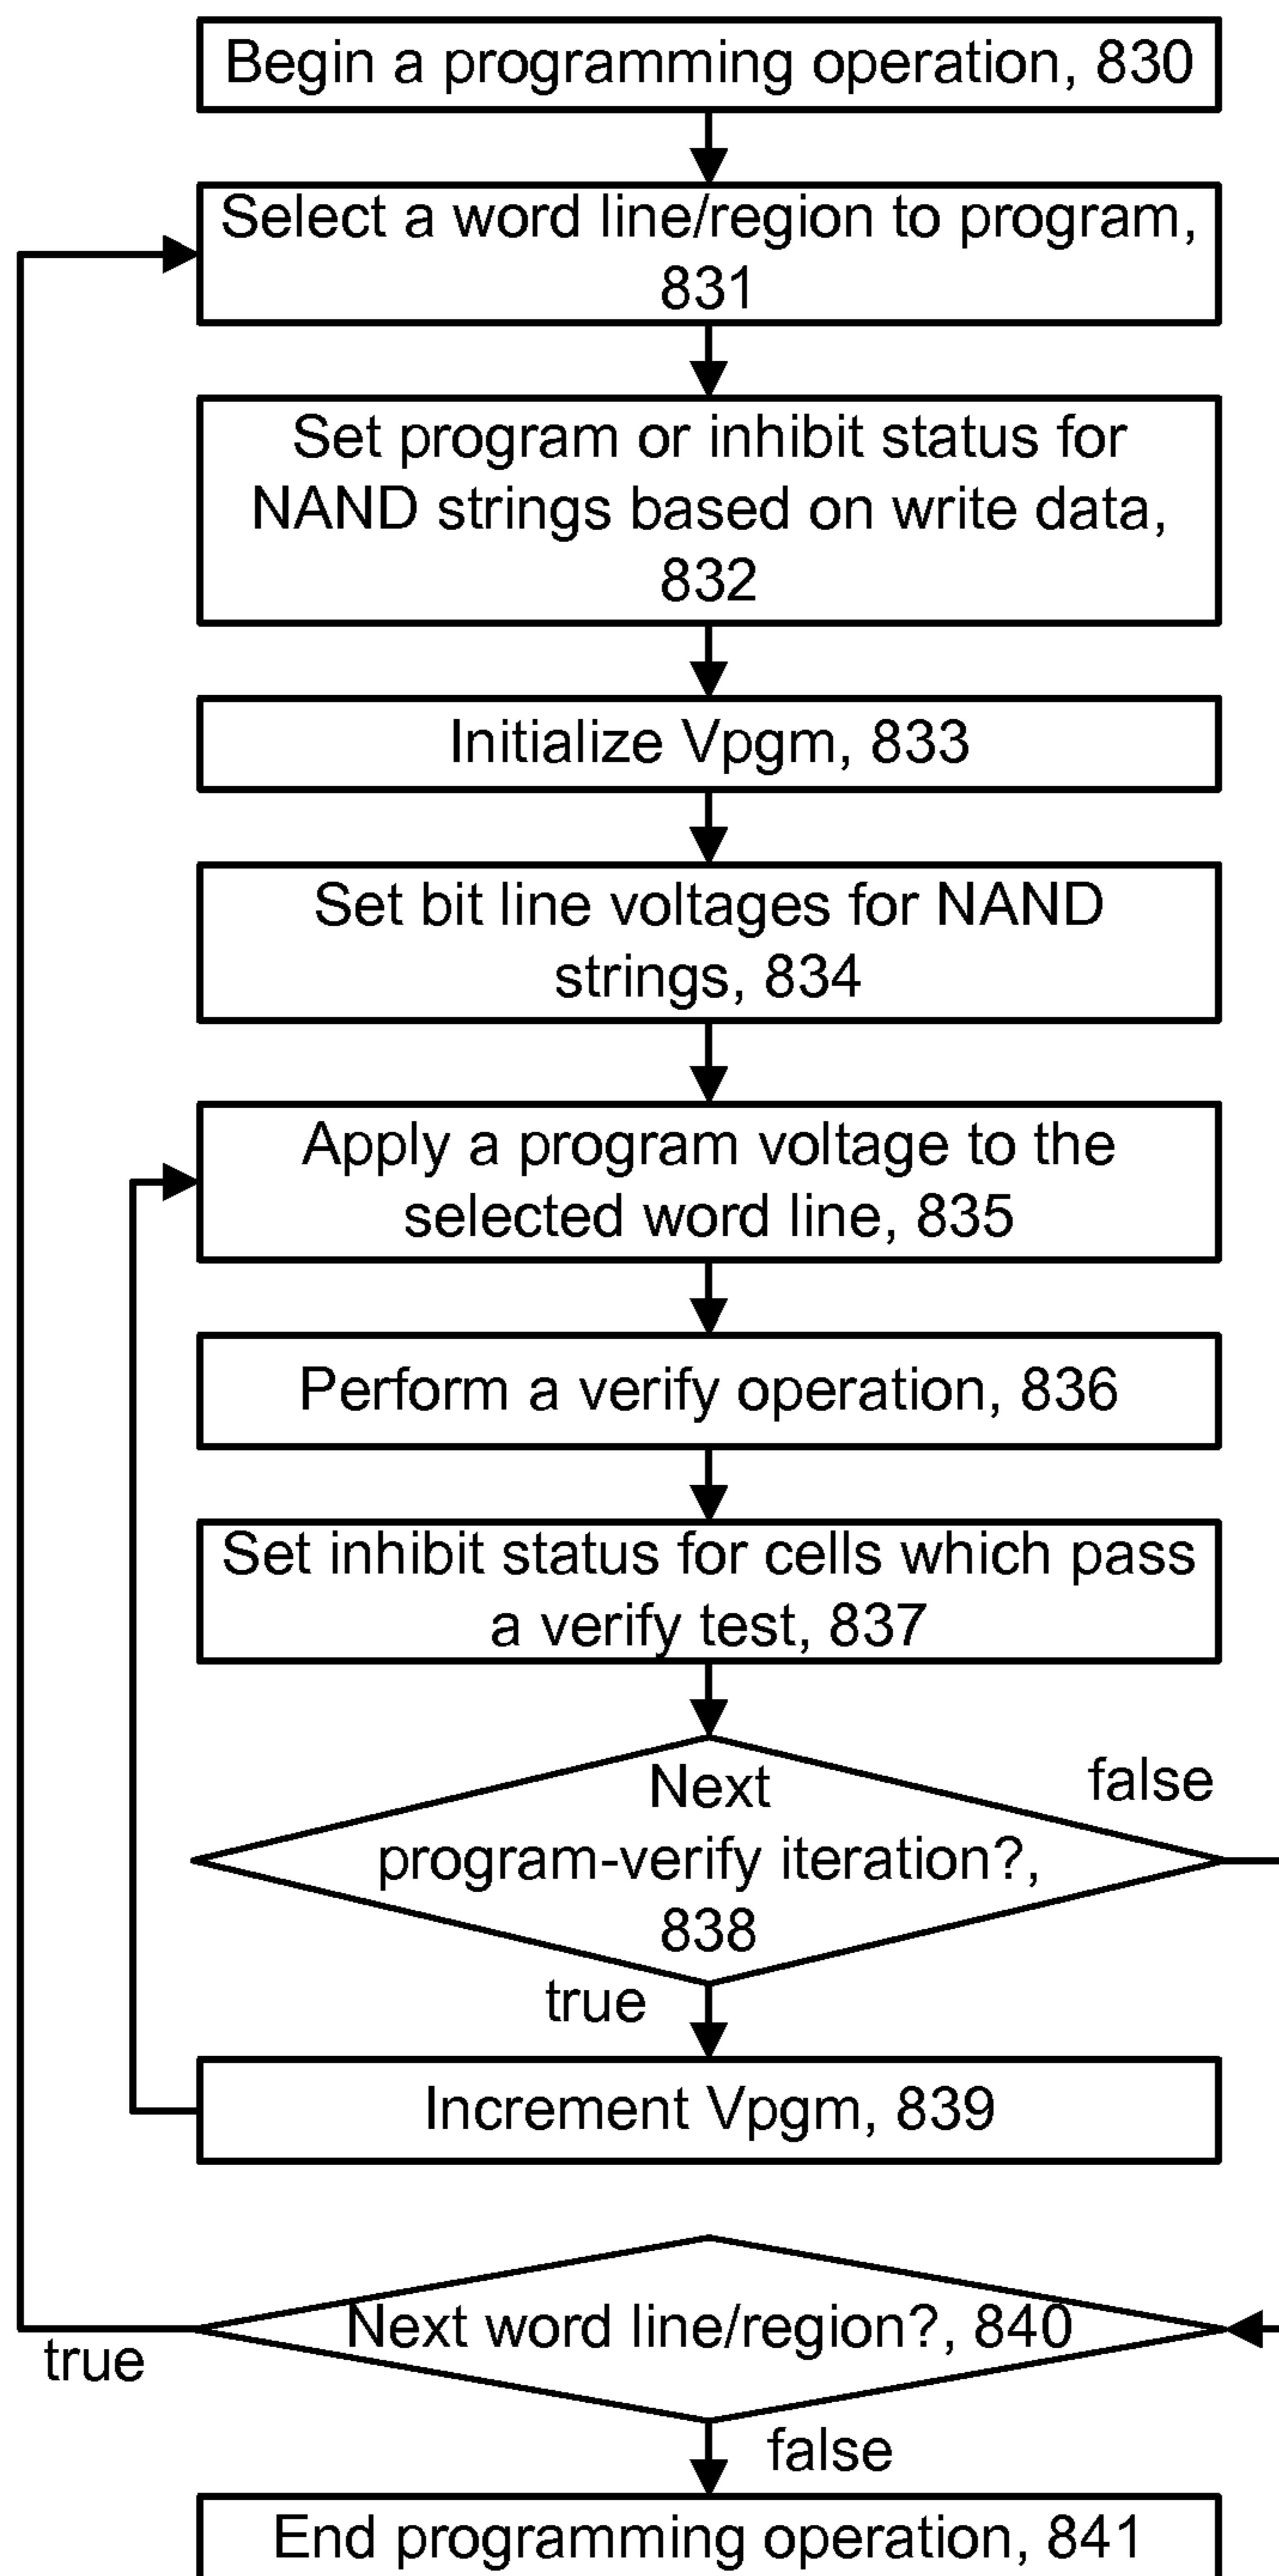 Begin a programming operation, 830
Select a word line/region to program,
831
Set program or inhibit status for
NAND strings based on write data,
832
Initialize Vpgm, 833
Set bit line voltages for NAND
strings, 834
Apply a program voltage to the
selected word line, 835
Perform a verify operation, 836
Set inhibit status for cells which pass
a verify test, 837
Next
program-verify iteration?,
838
false
true
Increment Vpgm, 839
Next word line/region?, 840
true
false
End programming operation, 841